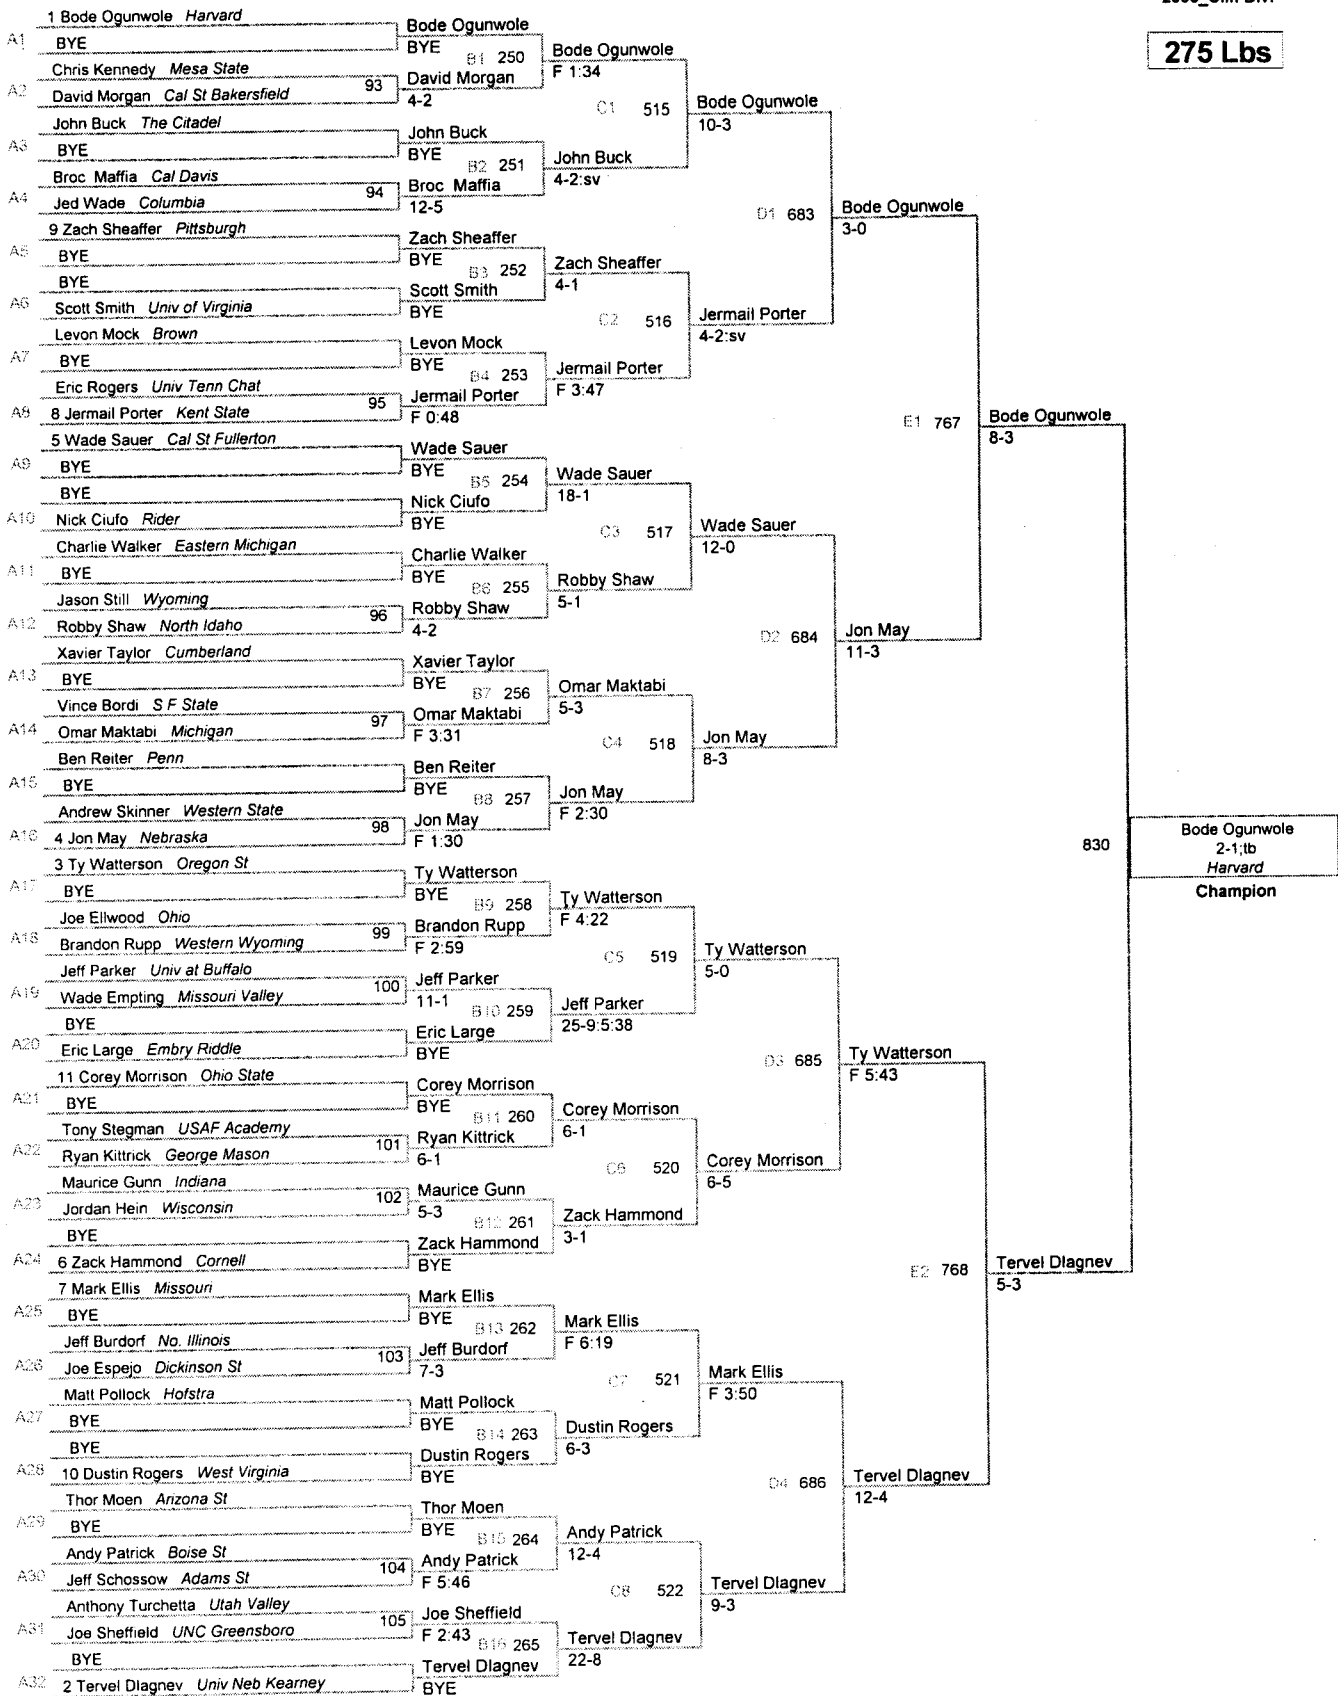 275 Lbs
A1
1 Bode Ogunwole Harvard
BYE
A2
Chris Kennedy Mesa State
David Morgan Cal St Bakersfield
93
A3
John Buck The Citadel
BYE
A4
Broc Maffia Cal Davis
Jed Wade Columbia
94
A5
9 Zach Sheaffer Pittsburgh
BYE
A6
BYE
Scott Smith Univ of Virginia
A7
Levon Mock Brown
BYE
A8
Eric Rogers Univ Tenn Chat
8 Jermail Porter Kent State
95
A9
5 Wade Sauer Cal St Fullerton
BYE
A10
BYE
Nick Ciufo Rider
A11
Charlie Walker Eastern Michigan
BYE
A12
Jason Still Wyoming
Robby Shaw North Idaho
96
A13
Xavier Taylor Cumberland
BYE
A14
Vince Bordi S F State
Omar Maktabi Michigan
97
A15
Ben Reiter Penn
BYE
A16
Andrew Skinner Western State
4 Jon May Nebraska
98
A17
3 Ty Watterson Oregon St
BYE
A18
Joe Ellwood Ohio
Brandon Rupp Western Wyoming
99
A19
Jeff Parker Univ at Buffalo
Wade Empting Missouri Valley
100
A20
BYE
Eric Large Embry Riddle
A21
11 Corey Morrison Ohio State
BYE
A22
Tony Stegman USAF Academy
Ryan Kittrick George Mason
101
A23
Maurice Gunn Indiana
Jordan Hein Wisconsin
102
A24
BYE
6 Zack Hammond Cornell
A25
7 Mark Ellis Missouri
BYE
A26
Jeff Burdorf No. Illinois
Joe Espejo Dickinson St
103
A27
Matt Pollock Hofstra
BYE
A28
BYE
10 Dustin Rogers West Virginia
A29
Thor Moen Arizona St
BYE
A30
Andy Patrick Boise St
Jeff Schossow Adams St
104
A31
Anthony Turchetta Utah Valley
Joe Sheffield UNC Greensboro
105
A32
BYE
2 Tervel Dlagnev Univ Neb Kearney
Bode Ogunwole
BYE
B1 250
David Morgan
4-2
John Buck
BYE
B2 251
Broc Maffia
12-5
Zach Sheaffer
BYE
B3 252
Scott Smith
BYE
Levon Mock
BYE
B4 253
Jermail Porter
F 0:48
Wade Sauer
BYE
B5 254
Nick Ciufo
BYE
Charlie Walker
BYE
B6 255
Robby Shaw
4-2
Xavier Taylor
BYE
B7 256
Omar Maktabi
F 3:31
Ben Reiter
BYE
B8 257
Jon May
F 1:30
Ty Watterson
BYE
B9 258
Brandon Rupp
F 2:59
Jeff Parker
11-1
B10 259
Eric Large
BYE
Corey Morrison
BYE
B11 260
Ryan Kittrick
6-1
Maurice Gunn
5-3
B12 261
Zack Hammond
BYE
Mark Ellis
BYE
B13 262
Jeff Burdorf
7-3
Matt Pollock
BYE
B14 263
Dustin Rogers
BYE
Thor Moen
BYE
B15 264
Andy Patrick
F 5:46
Joe Sheffield
F 2:43
B16 265
Tervel Dlagnev
BYE
Bode Ogunwole
F 1:34
C1 515
John Buck
4-2:sv
Zach Sheaffer
4-1
C2 516
Jermail Porter
F 3:47
Wade Sauer
18-1
C3 517
Robby Shaw
5-1
Omar Maktabi
5-3
C4 518
Jon May
F 2:30
Ty Watterson
F 4:22
C5 519
Jeff Parker
25-9:5:38
Corey Morrison
6-1
C6 520
Zack Hammond
3-1
Mark Ellis
F 6:19
C7 521
Dustin Rogers
6-3
Andy Patrick
12-4
C8 522
Tervel Dlagnev
22-8
Bode Ogunwole
10-3
D1 683
Jermail Porter
4-2:sv
Wade Sauer
12-0
D2 684
Jon May
8-3
Ty Watterson
5-0
D3 685
Corey Morrison
6-5
Mark Ellis
F 3:50
D4 686
Tervel Dlagnev
9-3
Bode Ogunwole
3-0
E1 767
Jon May
11-3
Ty Watterson
F 5:43
E2 768
Tervel Dlagnev
12-4
Bode Ogunwole
8-3
830
Tervel Dlagnev
5-3
Bode Ogunwole
2-1;tb
Harvard
Champion